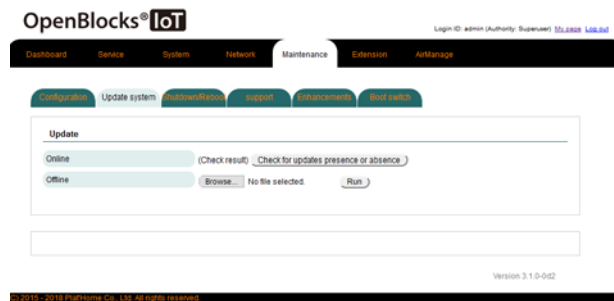 OpenBlocks® IoT
Login ID: admin (Authority: Superuser) My page Log out
Dashboard Service System Network Maintenance Extension AirManage
Configuration Update system Shutdown/Reboot support Enhancements Boot switch
Update
Online (Check result) Check for updates presence or absence )
Offline Browse... No file selected. Run )
Version 3.1.0-0d2
C) 2015 - 2018 PlatHome Co., Ltd. All rights reserved.